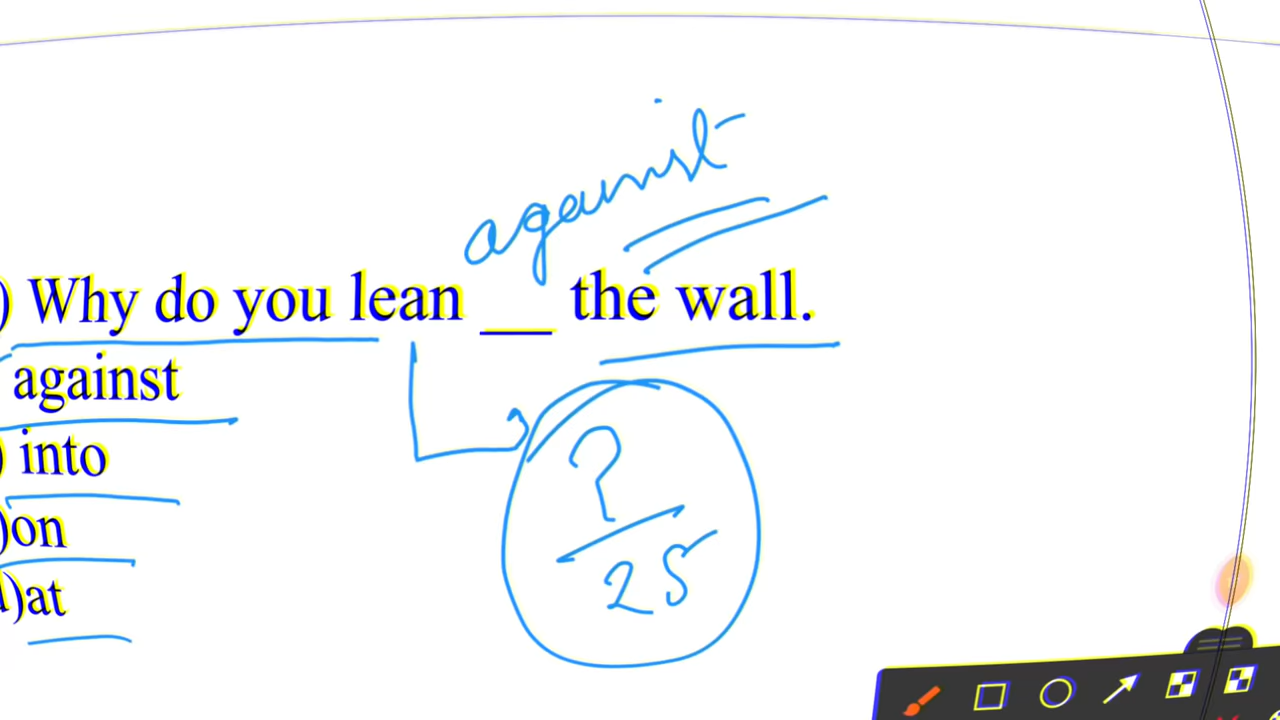 against
) Why do you lean __ the wall.
against
) into
)on
)at
?
25